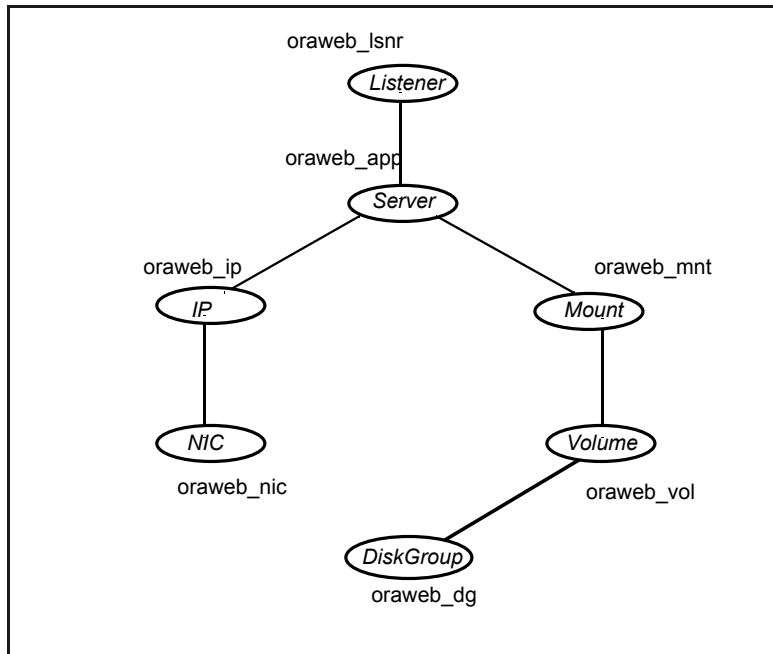 oraweb_lsnr
Listener
oraweb_app
Server
oraweb_ip
oraweb_mnt
IP
Mount
NIC
Volume
oraweb_nic
oraweb_vol
DiskGroup
oraweb_dg